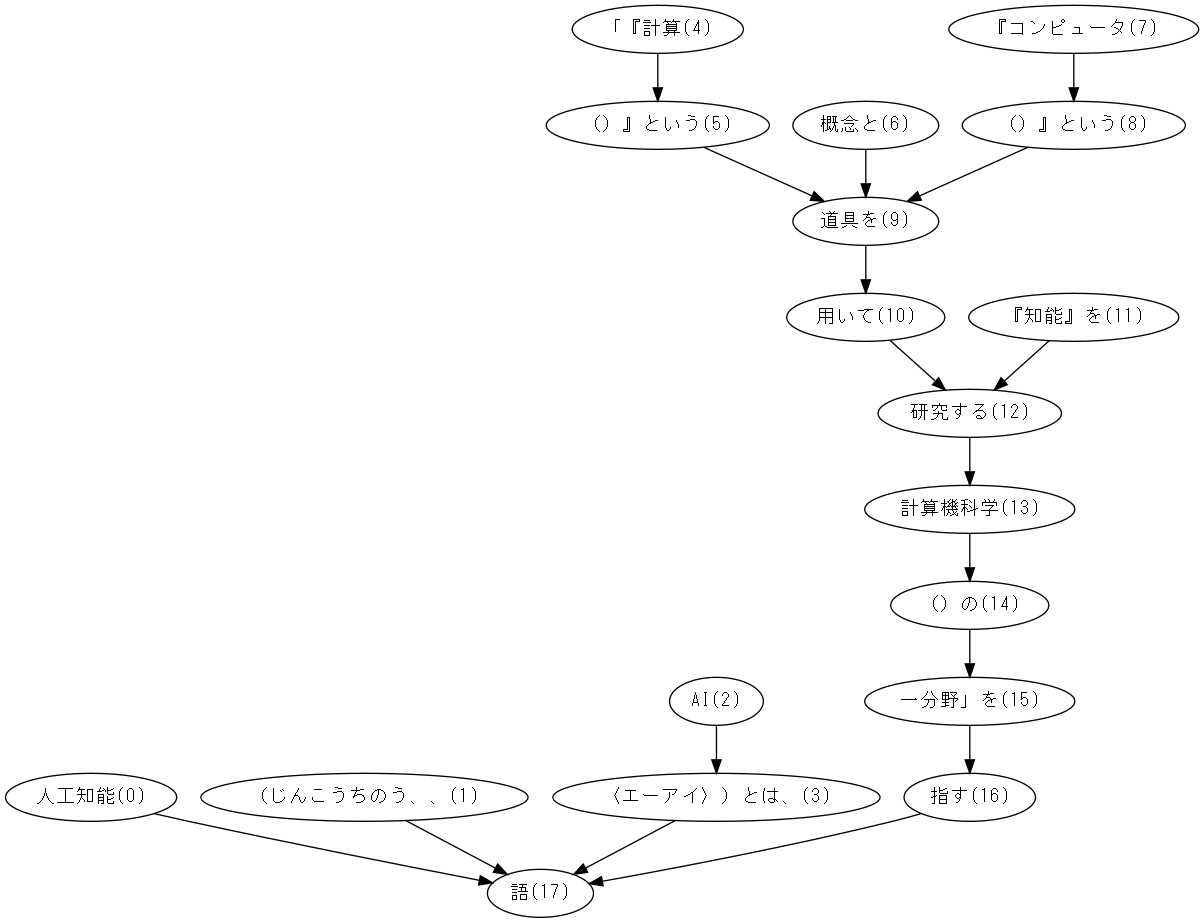 「『計算(4)
『コンピュータ(7)
()』という(5)
概念と(6)
()』という(8)
道具を(9)
用いて(10)
『知能』を(11)
研究する(12)
計算機科学(13)
()の(14)
AI(2)
一分野」を(15)
人工知能(0)
(じんこうちのう、、(1)
〈エーアイ〉)とは、(3)
指す(16)
語(17)